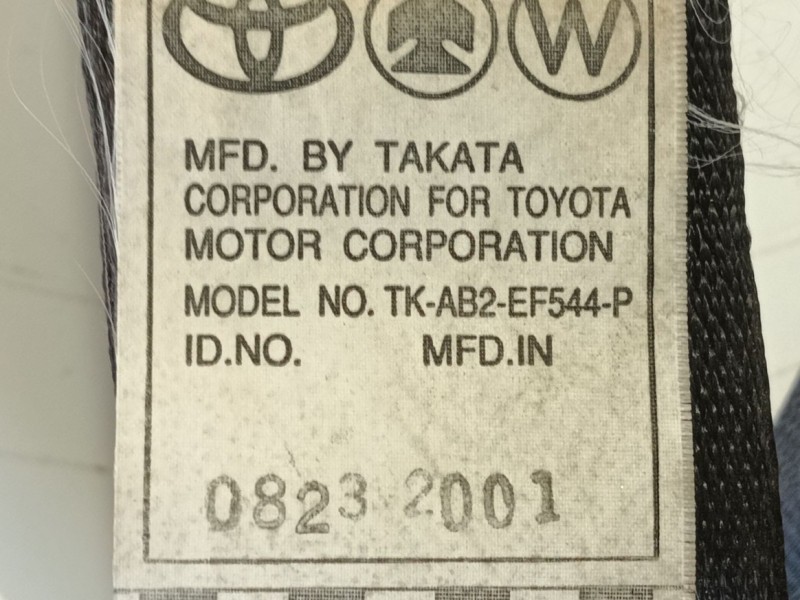 W
MFD. BY TAKATA
CORPORATION FOR TOYOTA
MOTOR CORPORATION
MODEL NO. TK-AB2-EF544-P
ID.NO. MFD.IN
0823 2001